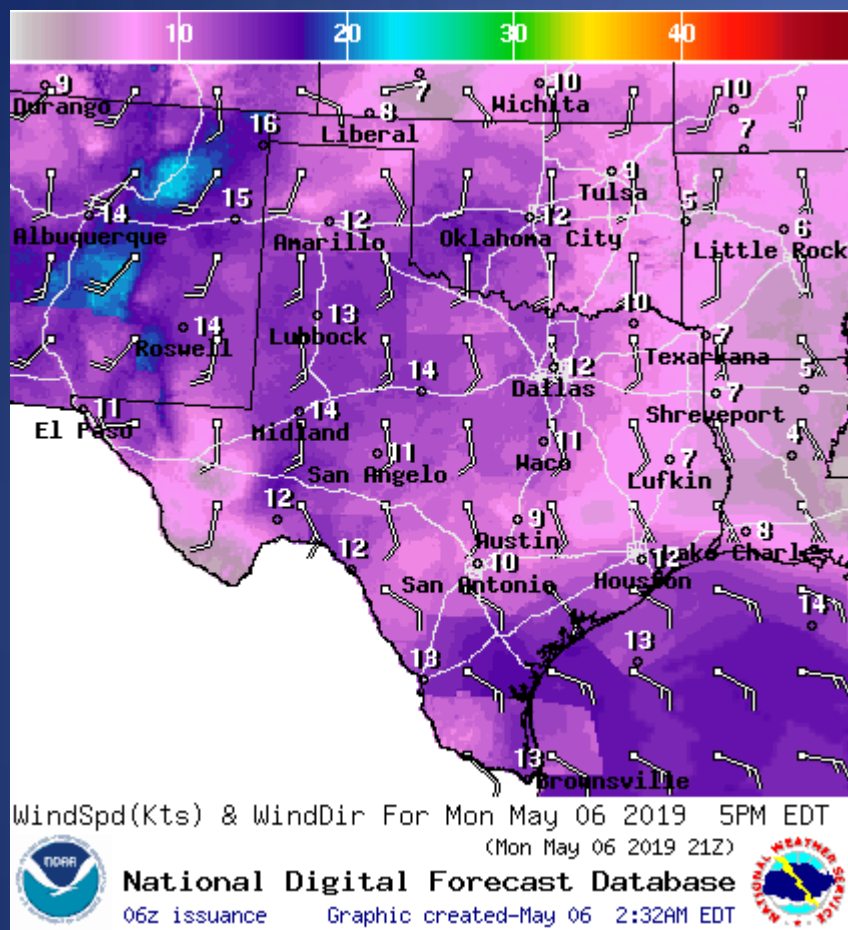 10 20 30 40
9 7 10 10
Durango Wichita
8
Liberal
16 7
9
Tulsa
14 15 12 12 5 6
Albuquerque Amarillo Oklahoma City Little Rock
13 10
14 Lubbock 7
Roswell Texarkana
14 12 5
Dallas
11 14 7
El Paso Midland Shreveport
11 11 4
San Angelo Waco Lufkin 7
12 9 8
Austin
12 10 12 Lake Charles
San Antonio Houston
14
13
13
13
Brownsville
WindSpd(Kts) & WindDir For Mon May 06 2019 5PM EDT
(Mon May 06 2019 21Z)
National Digital Forecast Database
06z issuance Graphic created-May 06 2:32AM EDT
NOAA
NATIONAL WEATHER SERVICE